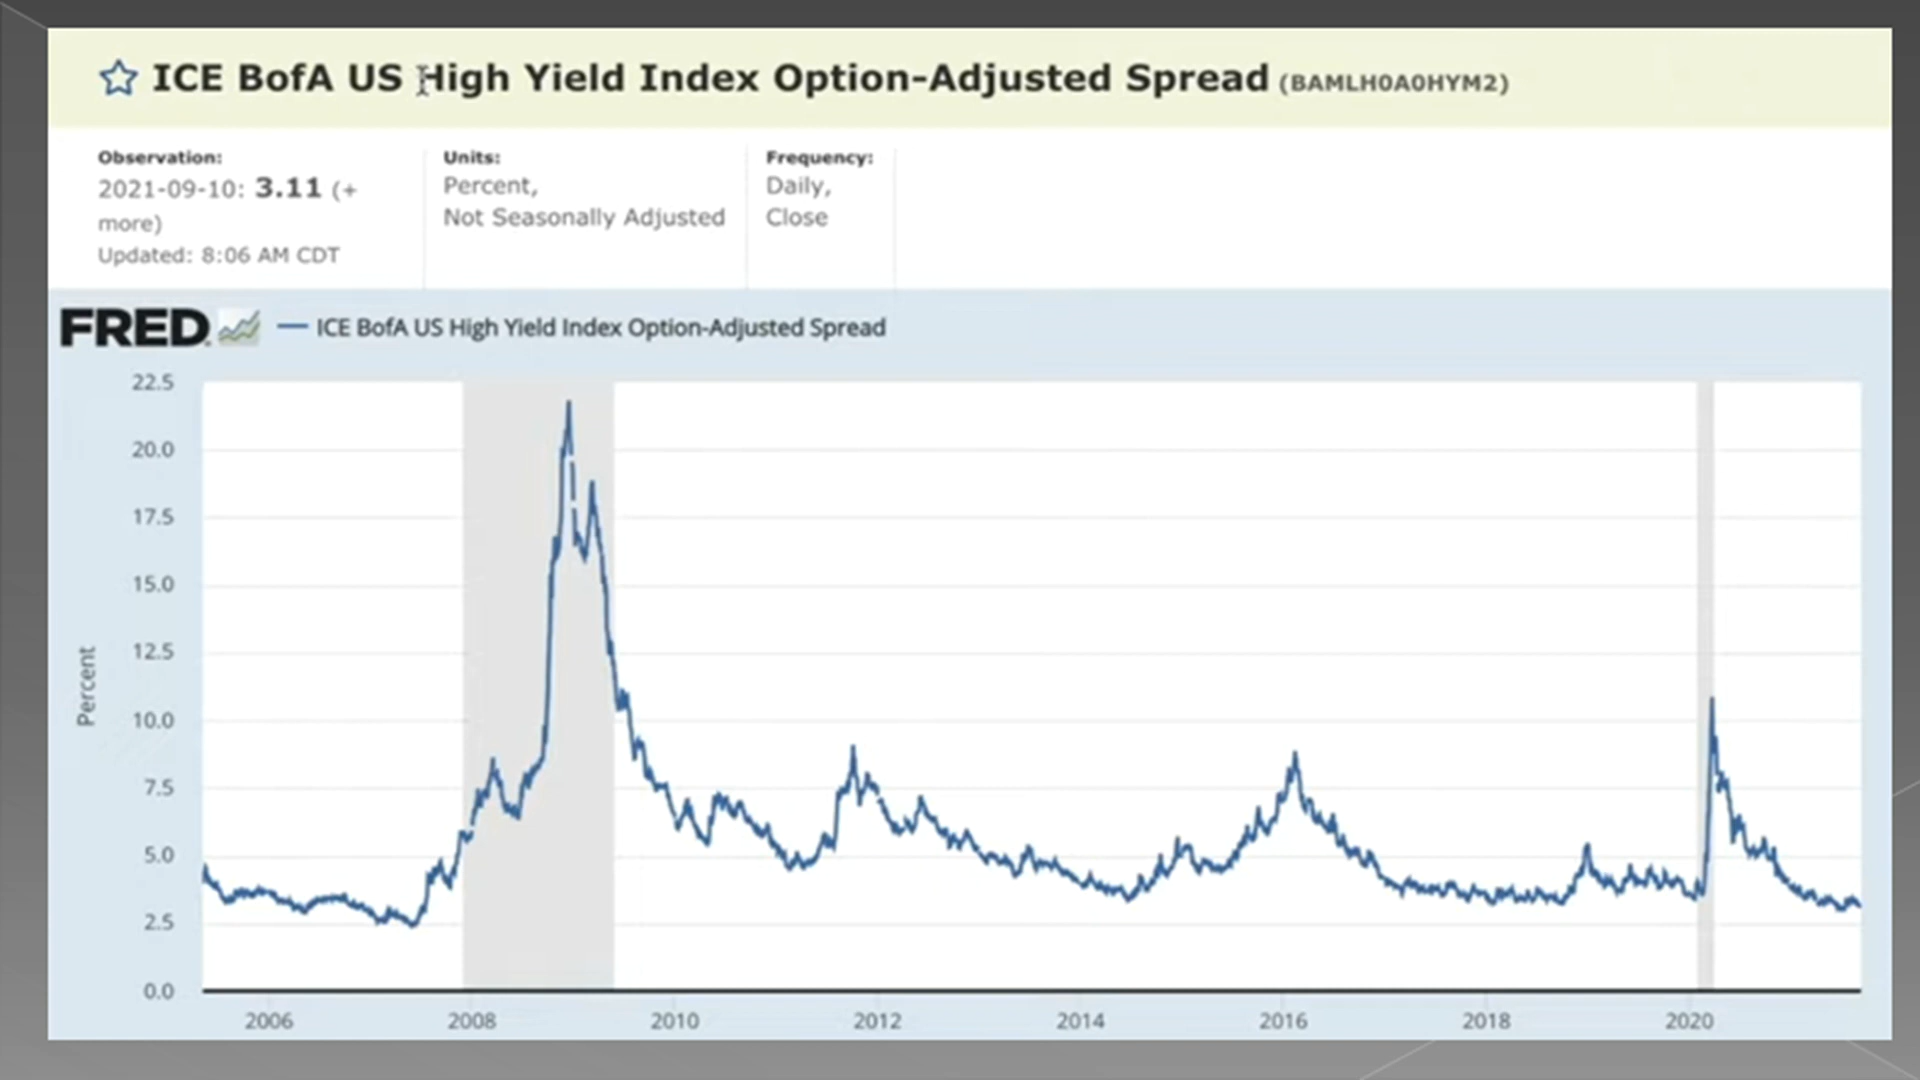 ICE BofA US High Yield Index Option-Adjusted Spread (BAMLH0A0HYM2)
Observation:
2021-09-10: 3.11 (+
more)
Updated: 8:06 AM CDT
Units:
Percent,
Not Seasonally Adjusted
Frequency:
Daily,
Close
FRED
ICE BofA US High Yield Index Option-Adjusted Spread
22.5
20.0
17.5
15.0
12.5
10.0
7.5
5.0
2.5
0.0
Percent
2006 2008 2010 2012 2014 2016 2018 2020